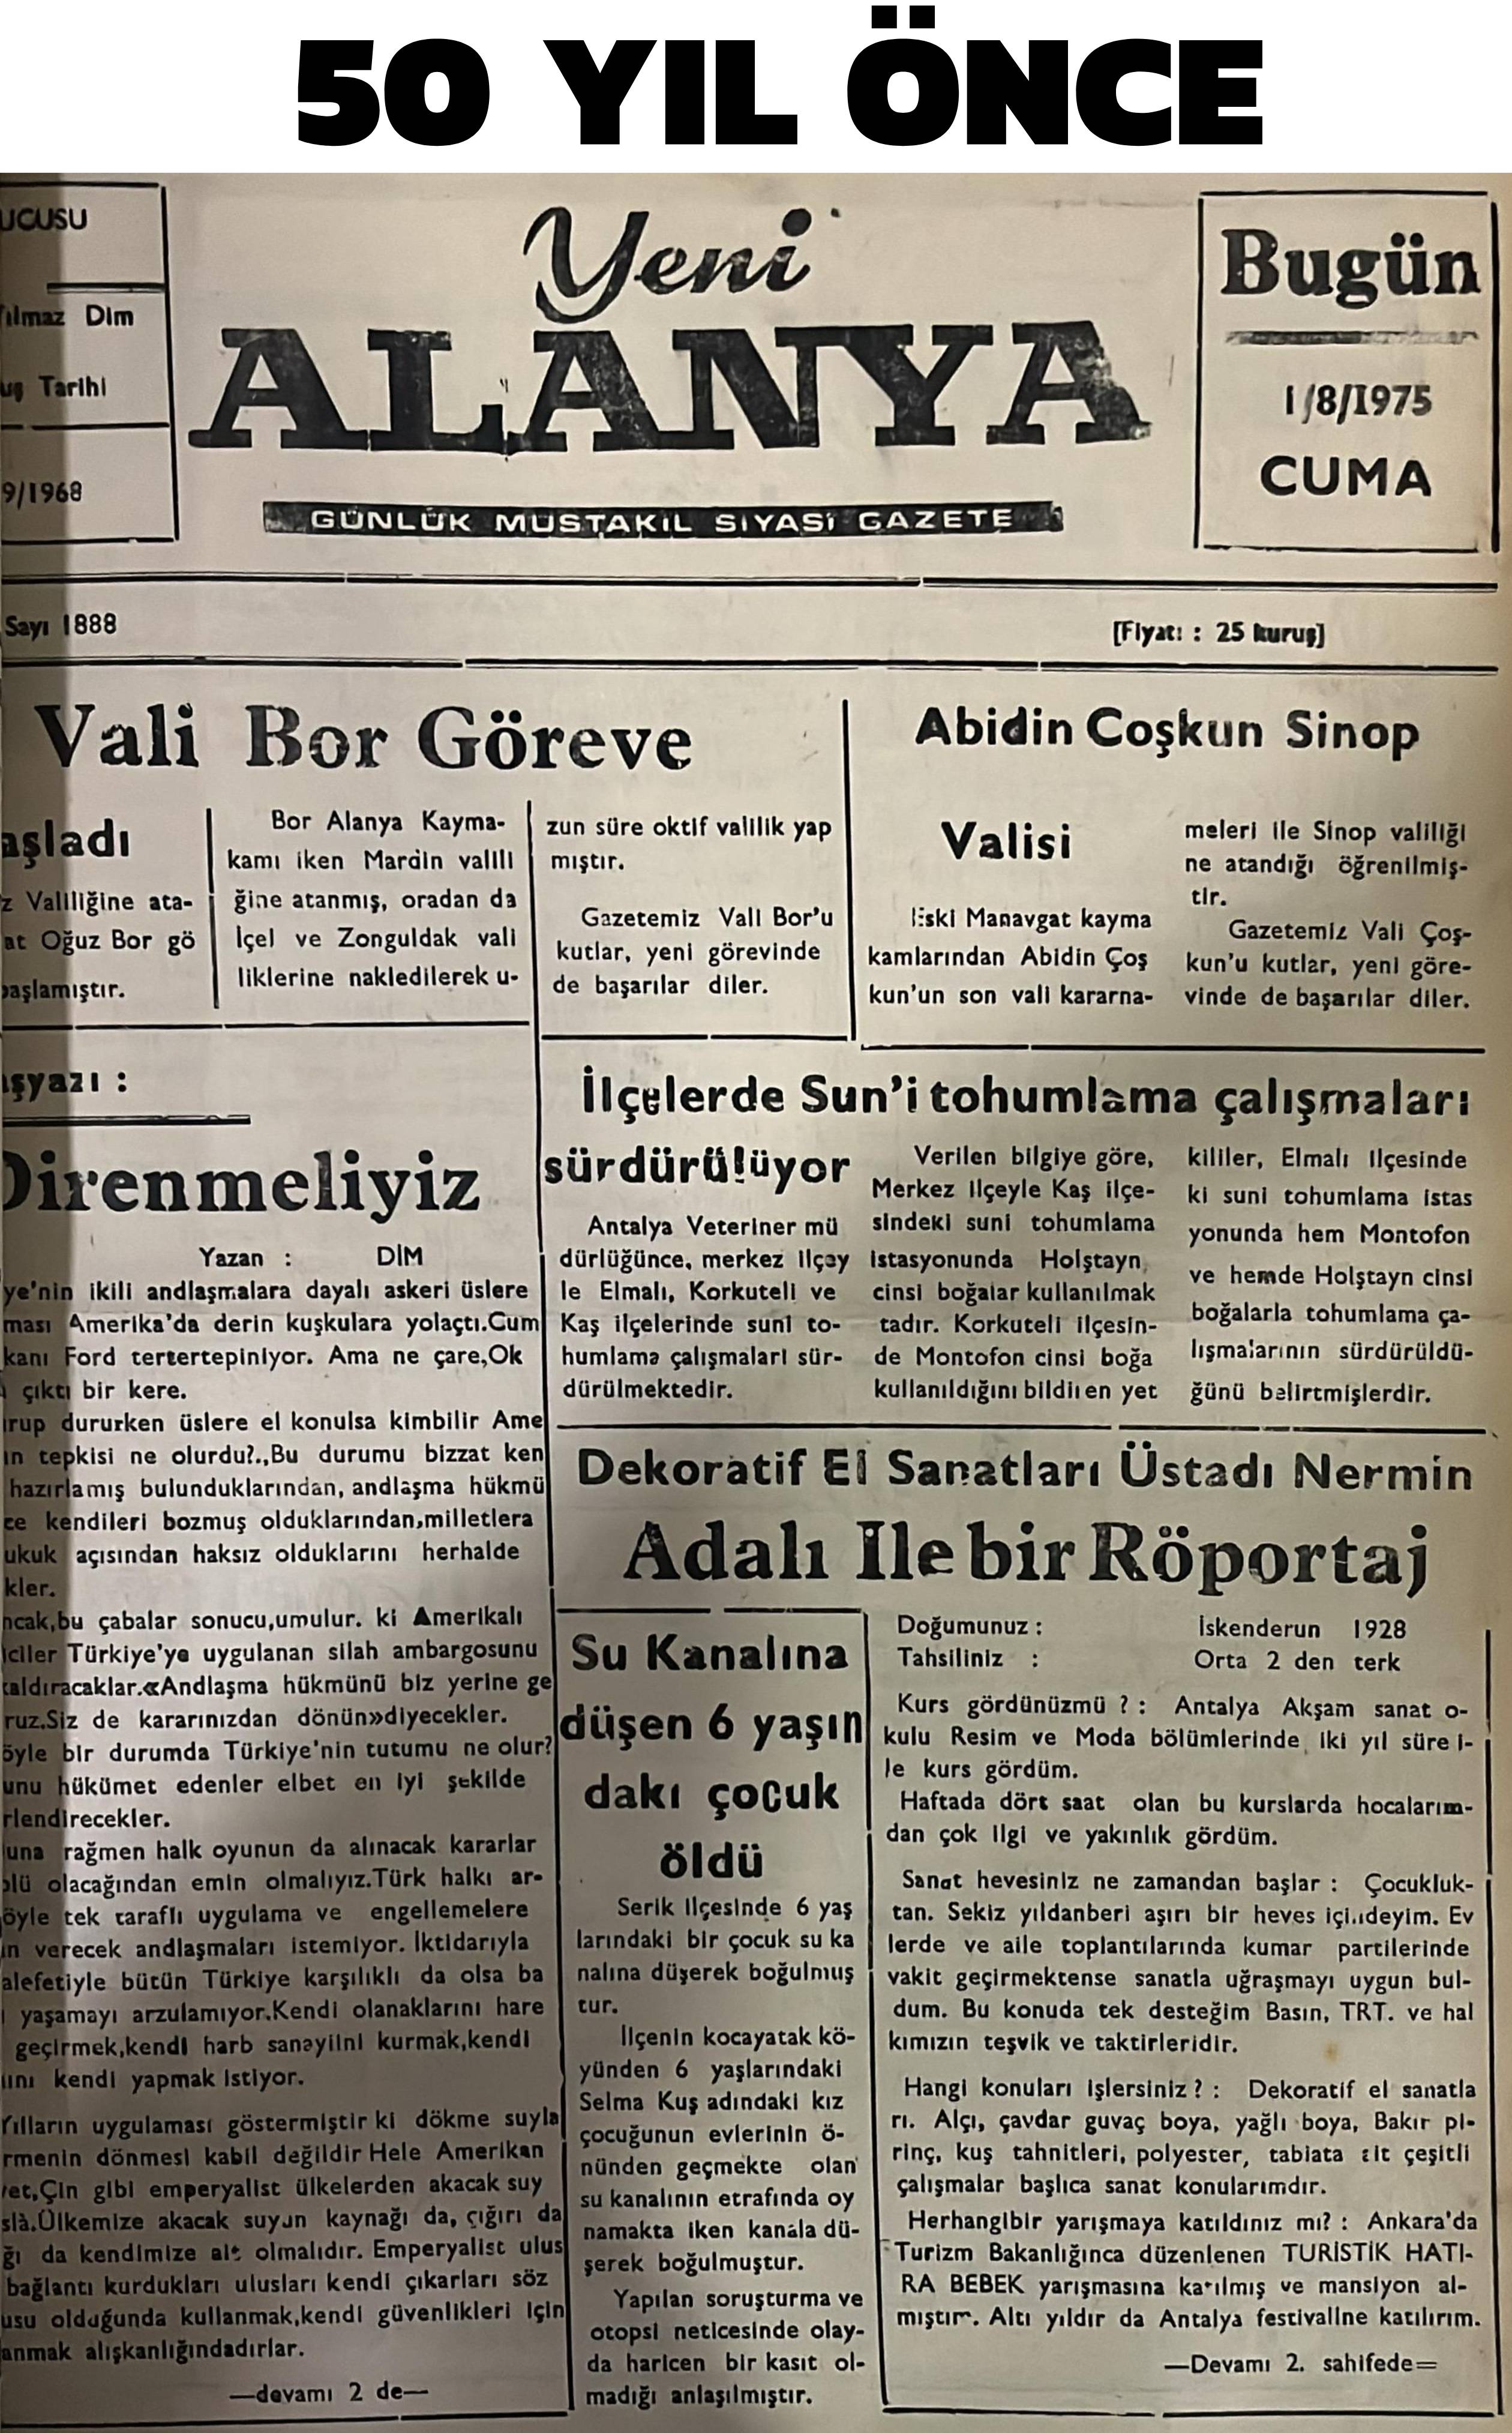 50 YIL ÖNCE
UCUSU
Yılmaz Dim
uş Tarihi
9/1968
Yeni
ALANYA
GÜNLÜK MÜSTAKİL SİYASİ GAZETE
Bugün
1/8/1975
CUMA
Sayı 1888
[Fiyatı : 25 kuruş]
Vali Bor Göreve
aşladı
z Valiliğine ata-
at Oğuz Bor gö
başlamıştır.
Bor Alanya Kayma-
kamı iken Mardin valili
ğine atanmış, oradan da
İçel ve Zonguldak vali
liklerine nakledilerek u-
zun süre oktif valilik yap
mıştır.
Gazetemiz Vali Bor'u
kutlar, yeni görevinde
de başarılar diler.
Abidin Coşkun Sinop
Valisi
Eski Manavgat kayma
kamlarından Abidin Çoş
kun'un son vali kararna-
meleri ile Sinop valiliği
ne atandığı öğrenilmiş-
tir.
Gazetemiz Vali Çoş-
kun'u kutlar, yeni göre-
vinde de başarılar diler.
aşyazı :
Direnmeliyiz
Yazan : DİM
ye'nin ikili andlaşmalara dayalı askeri üslere
ması Amerika'da derin kuşkulara yolaçtı.Cum
kanı Ford tertertepiniyor. Ama ne çare,Ok
çıktı bir kere.
rup dururken üslere el konulsa kimbilir Ame
ın tepkisi ne olurdu?.,Bu durumu bizzat ken
hazırlamış bulunduklarından, andlaşma hükmü
ce kendileri bozmuş olduklarından,milletlera
ukuk açısından haksız olduklarını herhalde
kler.
ncak,bu çabalar sonucu,umulur. ki Amerikalı
iciler Türkiye'ye uygulanan silah ambargosunu
kaldıracaklar.«Andlaşma hükmünü biz yerine ge
ruz.Siz de kararınızdan dönün»diyecekler.
öyle bir durumda Türkiye'nin tutumu ne olur?
unu hükümet edenler elbet en iyi şekilde
rlendirecekler.
una rağmen halk oyunun da alınacak kararlar
olü olacağından emin olmalıyız.Türk halkı ar-
öyle tek taraflı uygulama ve engellemelere
ın verecek andlaşmaları istemiyor. İktidarıyla
alefetiyle bütün Türkiye karşılıklı da olsa ba
yaşamayı arzulamıyor.Kendi olanaklarını hare
geçirmek,kendi harb sanayiini kurmak,kendi
ını kendi yapmak istiyor.
Yılların uygulaması göstermiştir ki dökme suyla
rmenin dönmesi kabil değildir Hele Amerikan
et,Çin gibi emperyalist ülkelerden akacak suy
sla.Ülkemize akacak suyun kaynağı da, çığırı da
ğı da kendimize ait olmalıdır. Emperyalist ulus
bağlantı kurdukları ulusları kendi çıkarları söz
usu olduğunda kullanmak,kendi güvenlikleri için
anmak alışkanlığındadırlar.
—devamı 2 de—
İlçelerde Sun'i tohumlama çalışmaları
sürdürülüyor
Antalya Veteriner mü
dürlüğünce, merkez ilçey
le Elmalı, Korkuteli ve
Kaş ilçelerinde suni to-
humlama çalışmaları sür-
dürülmektedir.
Verilen bilgiye göre,
Merkez ilçeyle Kaş ilçe-
sindeki suni tohumlama
istasyonunda Holştayn
cinsi boğalar kullanılmak
tadır. Korkuteli ilçesin-
de Montofon cinsi boğa
kullanıldığını bildiren yet
kililer, Elmalı ilçesinde
ki suni tohumlama istas
yonunda hem Montofon
ve hemde Holştayn cinsi
boğalarla tohumlama ça-
lışmalarının sürdürüldü-
ğünü belirtmişlerdir.
Dekoratif El Sanatları Üstadı Nermin
Adalı Ile bir Röportaj
Su Kanalına
düşen 6 yaşın
dakı çocuk
öldü
Serik ilçesinde 6 yaş
larındaki bir çocuk su ka
nalına düşerek boğulmuş
tur.
İlçenin kocayatak kö-
yünden 6 yaşlarındaki
Selma Kuş adındaki kız
çocuğunun evlerinin ö-
nünden geçmekte olan
su kanalının etrafında oy
namakta iken kanala dü-
şerek boğulmuştur.
Yapılan soruşturma ve
otopsi neticesinde olay-
da haricen bir kasıt ol-
madığı anlaşılmıştır.
Doğumunuz : İskenderun 1928
Tahsiliniz : Orta 2 den terk
Kurs gördünüzmü ? : Antalya Akşam sanat o-
kulu Resim ve Moda bölümlerinde iki yıl süre i-
le kurs gördüm.
Haftada dört saat olan bu kurslarda hocalarım-
dan çok ilgi ve yakınlık gördüm.
Sanat hevesiniz ne zamandan başlar : Çocukluk-
tan. Sekiz yıldanberi aşırı bir heves içindeyim. Ev
lerde ve aile toplantılarında kumar partilerinde
vakit geçirmektense sanatla uğraşmayı uygun bul-
dum. Bu konuda tek desteğim Basın, TRT. ve hal
kımızın teşvik ve taktirleridir.
Hangi konuları işlersiniz ? : Dekoratif el sanatla
rı. Alçı, çavdar guvaç boya, yağlı boya, Bakır pi-
rinç, kuş tahnitleri, polyester, tabiata ait çeşitli
çalışmalar başlıca sanat konularımdır.
Herhangibir yarışmaya katıldınız mı? : Ankara'da
Turizm Bakanlığınca düzenlenen TURİSTİK HATI-
RA BEBEK yarışmasına katılmış ve mansiyon al-
mıştım. Altı yıldır da Antalya festivaline katılırım.
—Devamı 2. sahifede=